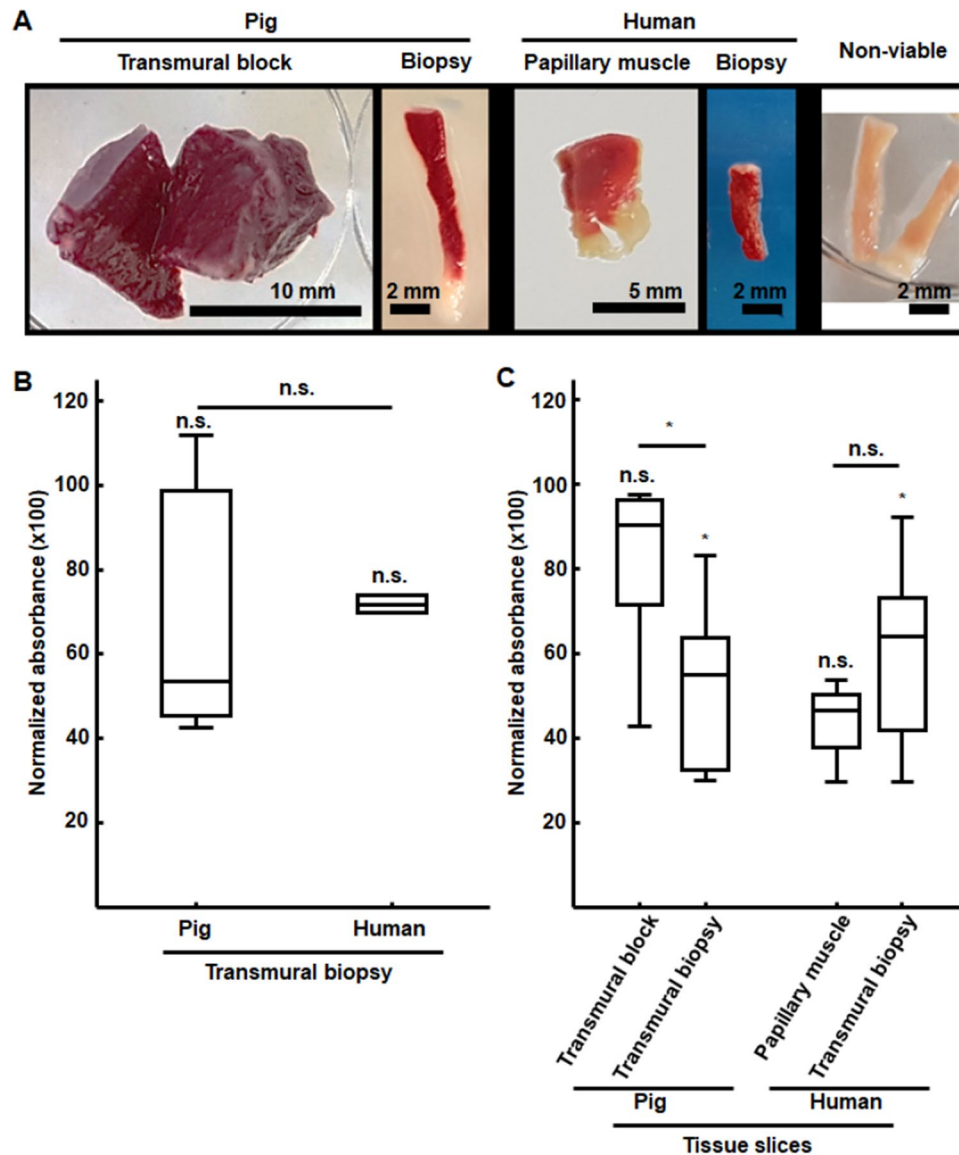 A
Pig
Human
Transmural block
Biopsy
Papillary muscle
Biopsy
Non-viable
10 mm
2 mm
5 mm
2 mm
2 mm
B
n.s.
n.s.
n.s.
Normalized absorbance (x100)
120
100
80
60
40
20
Pig
Human
Transmural biopsy
C
*
n.s.
n.s.
*
*
n.s.
Normalized absorbance (x100)
120
100
80
60
40
20
Transmural block
Transmural biopsy
Papillary muscle
Transmural biopsy
Pig
Human
Tissue slices